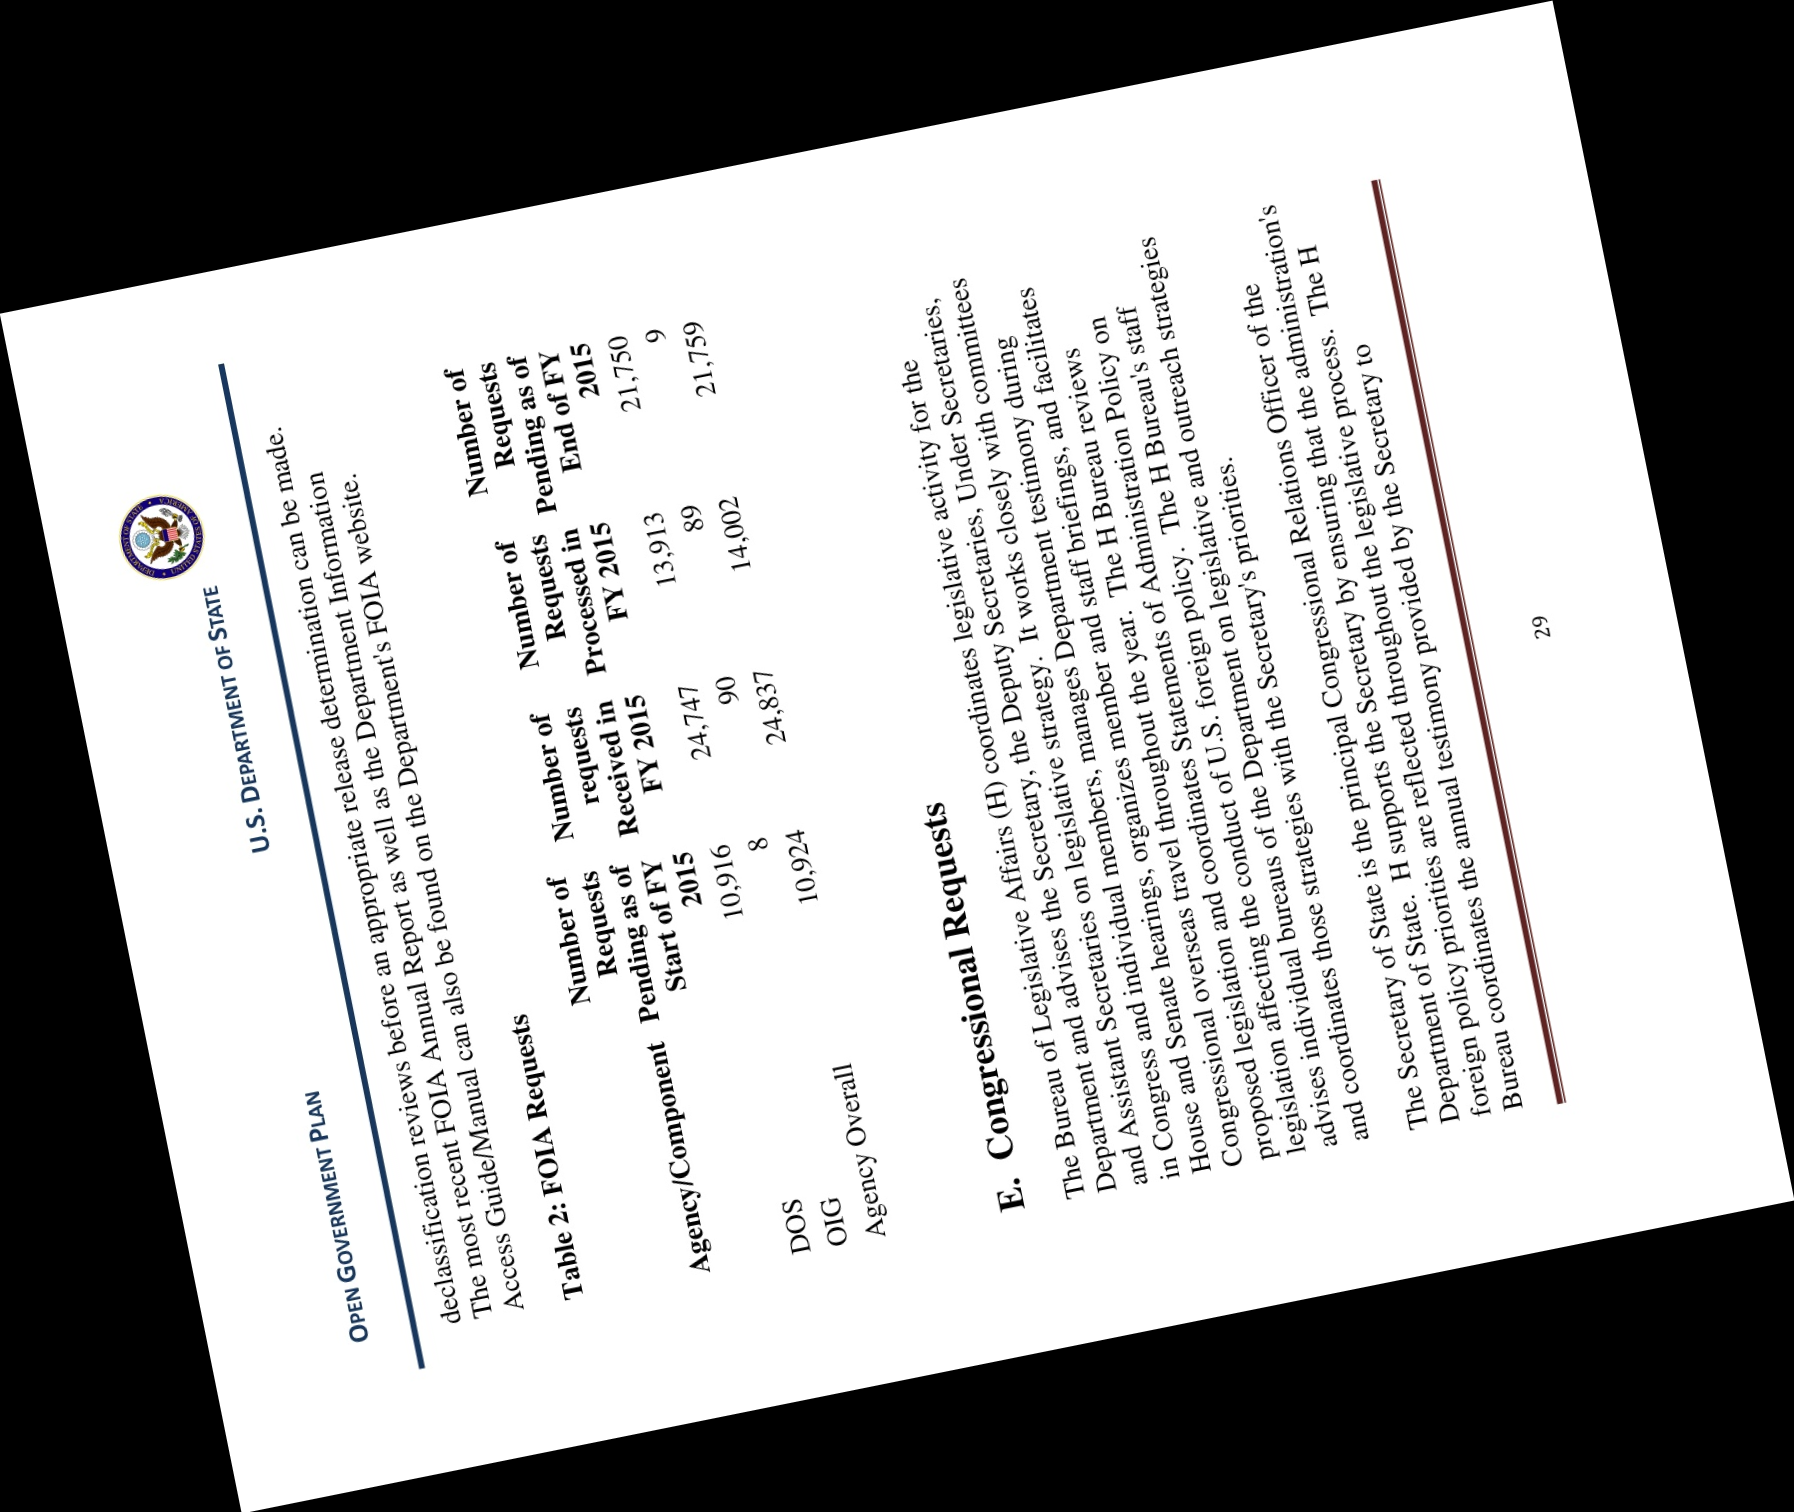 OPEN GOVERNMENT PLAN U.S. DEPARTMENT OF STATE
DEPARTMENT OF STATE • UNITED STATES OF AMERICA •
declassification reviews before an appropriate release determination can be made.
The most recent FOIA Annual Report as well as the Department Information
Access Guide/Manual can also be found on the Department's FOIA website.
Table 2: FOIA Requests
Agency/Component
Number of
Requests
Pending as of
Start of FY
2015
Number of
requests
Received in
FY 2015
Number of
Requests
Processed in
FY 2015
Number of
Requests
Pending as of
End of FY
2015
DOS 10,916 24,747 13,913 21,750
OIG 8 90 89 9
Agency Overall 10,924 24,837 14,002 21,759
E. Congressional Requests
The Bureau of Legislative Affairs (H) coordinates legislative activity for the
Department and advises the Secretary, the Deputy Secretaries, Under Secretaries,
and Assistant Secretaries on legislative strategy. It works closely with committees
in Congress and individual members, manages Department testimony during
House and Senate hearings, organizes member and staff briefings, and facilitates
Congressional overseas travel throughout the year. The H Bureau reviews
proposed legislation and coordinates Statements of Administration Policy on
legislation affecting the conduct of U.S. foreign policy. The H Bureau's staff
advises individual bureaus of the Department on legislative and outreach strategies
and coordinates those strategies with the Secretary's priorities.
The Secretary of State is the principal Congressional Relations Officer of the
Department of State. H supports the Secretary by ensuring that the administration's
foreign policy priorities are reflected throughout the legislative process. The H
Bureau coordinates the annual testimony provided by the Secretary to
29